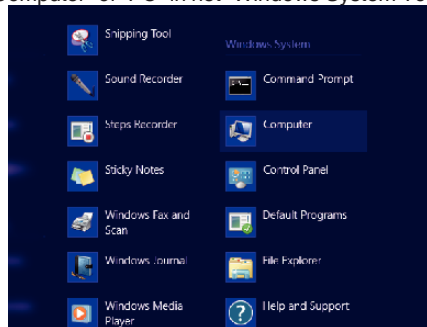 Snipping Tool
Sound Recorder
Steps Recorder
Sticky Notes
Windows Fax and
Scan
Windows Journal
Windows Media
Player
Windows System
Command Prompt
Computer
Control Panel
Default Programs
File Explorer
Help and Support